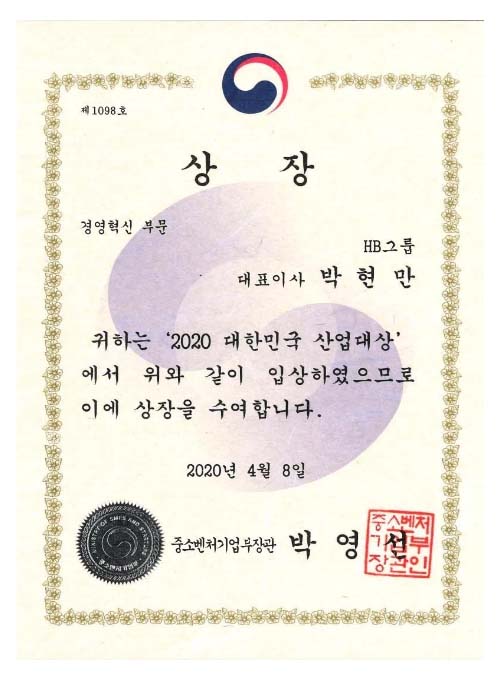 제1098호
상 장
경영혁신 부문
HB그룹
대표이사 박 현 만
귀하는 '2020 대한민국 산업대상'
에서 위와 같이 입상하였으므로
이에 상장을 수여합니다.
2020년 4월 8일
중소벤처기업부장관 박 영 선
중소벤처
기업부
장관인